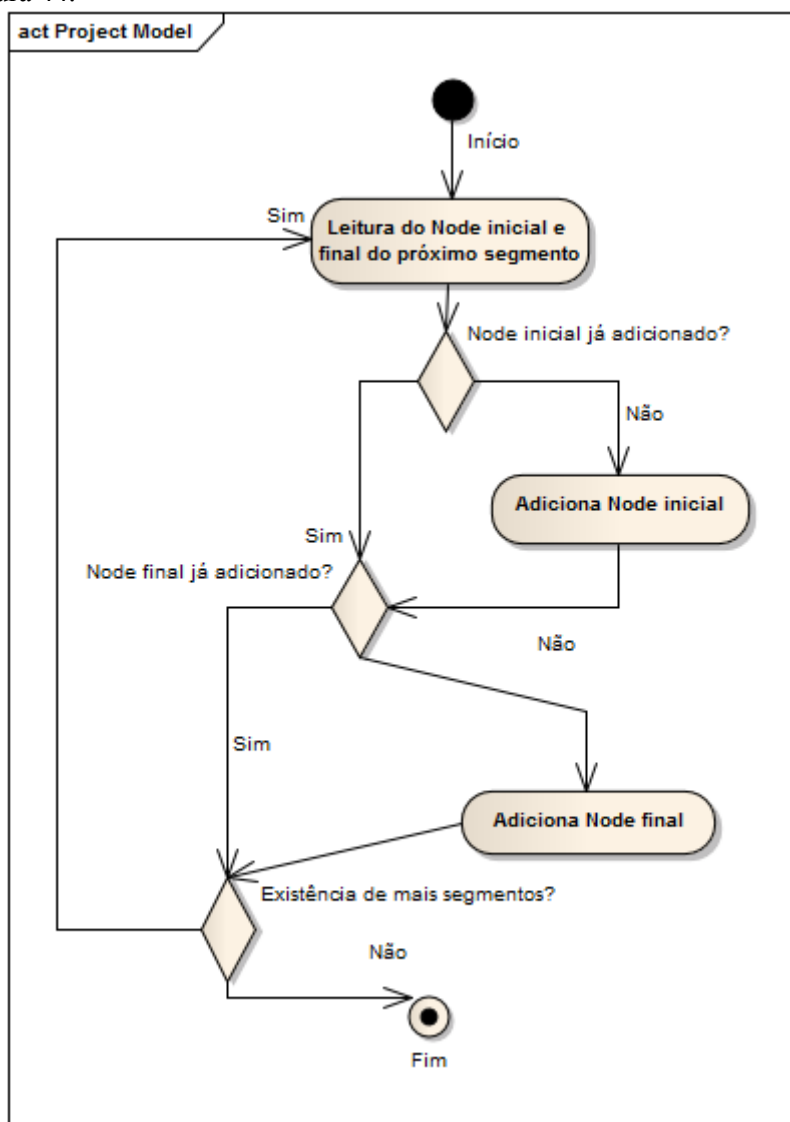 act Project Model
Início
Sim
Leitura do Node inicial e
final do próximo segmento
Node inicial já adicionado?
Não
Adiciona Node inicial
Sim
Node final já adicionado?
Não
Sim
Adiciona Node final
Existência de mais segmentos?
Não
Fim